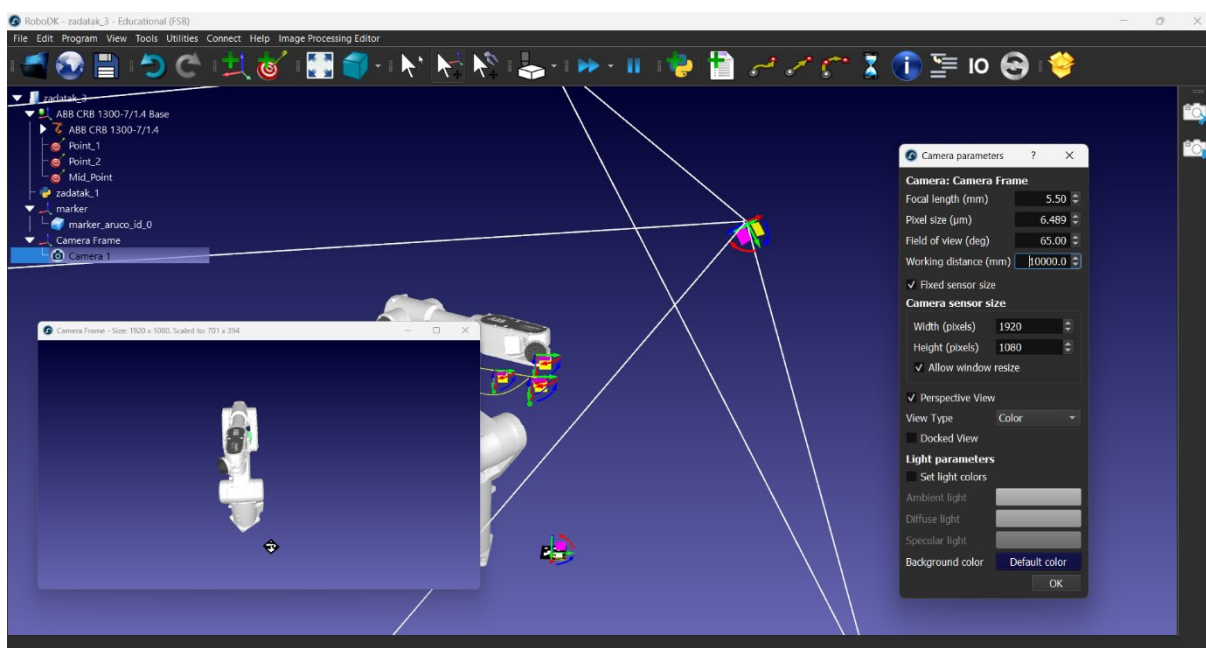 RoboDK - zadatak_3 - Educational (FSB)
File Edit Program View Tools Utilities Connect Help Image Processing Editor
IO
zadatak_3
ABB CRB 1300-7/1.4 Base
ABB CRB 1300-7/1.4
Point_1
Point_2
Mid_Point
zadatak_1
marker
marker_aruco_id_0
Camera Frame
Camera 1
Camera Frame - Size: 1920 x 1080, Scaled to: 701 x 394
Camera parameters ?
Camera: Camera Frame
Focal length (mm) 5.50
Pixel size (µm) 6.489
Field of view (deg) 65.00
Working distance (mm) 10000.0
Fixed sensor size
Camera sensor size
Width (pixels) 1920
Height (pixels) 1080
Allow window resize
Perspective View
View Type Color
Docked View
Light parameters
Set light colors
Ambient light
Diffuse light
Specular light
Background color Default color
OK